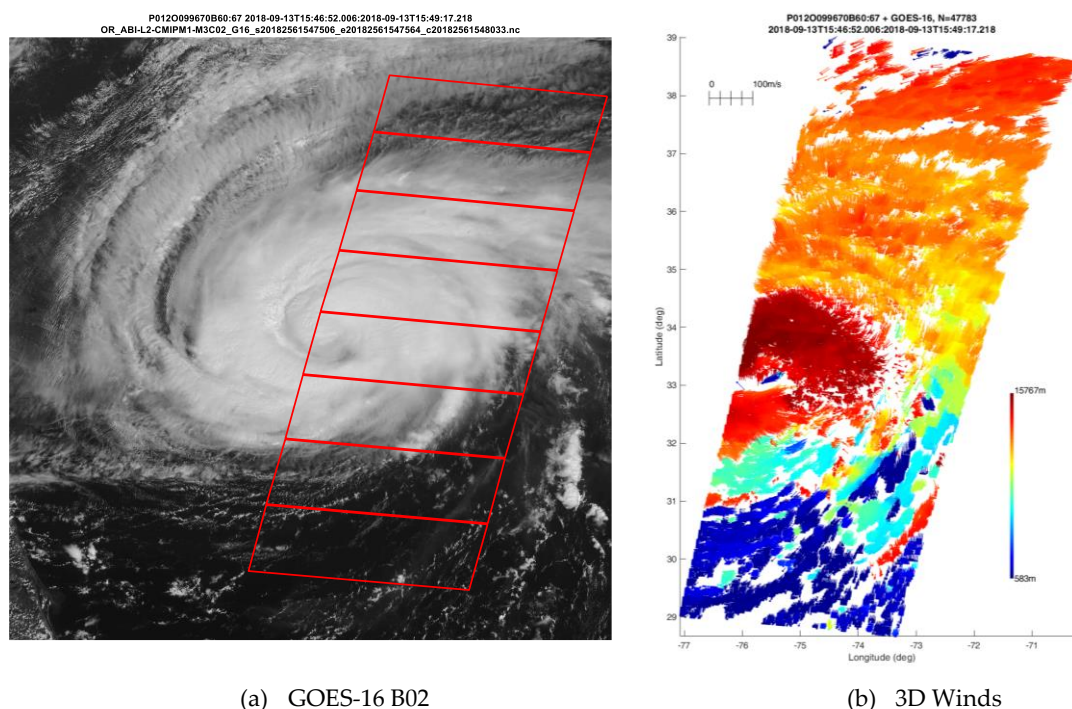 P012O099670B60:67 2018-09-13T15:46:52.006:2018-09-13T15:49:17.218
OR_ABI-L2-CMIPM1-M3C02_G16_s20182561547506_e20182561547564_c20182561548033.nc
P012O099670B60:67 + GOES-16, N=47783
2018-09-13T15:46:52.006:2018-09-13T15:49:17.218
0 100m/s
39
38
37
36
35
34
33
32
31
30
29
Latitude (deg)
15767m
583m
-77 -76 -75 -74 -73 -72 -71
Longitude (deg)
(a) GOES-16 B02
(b) 3D Winds